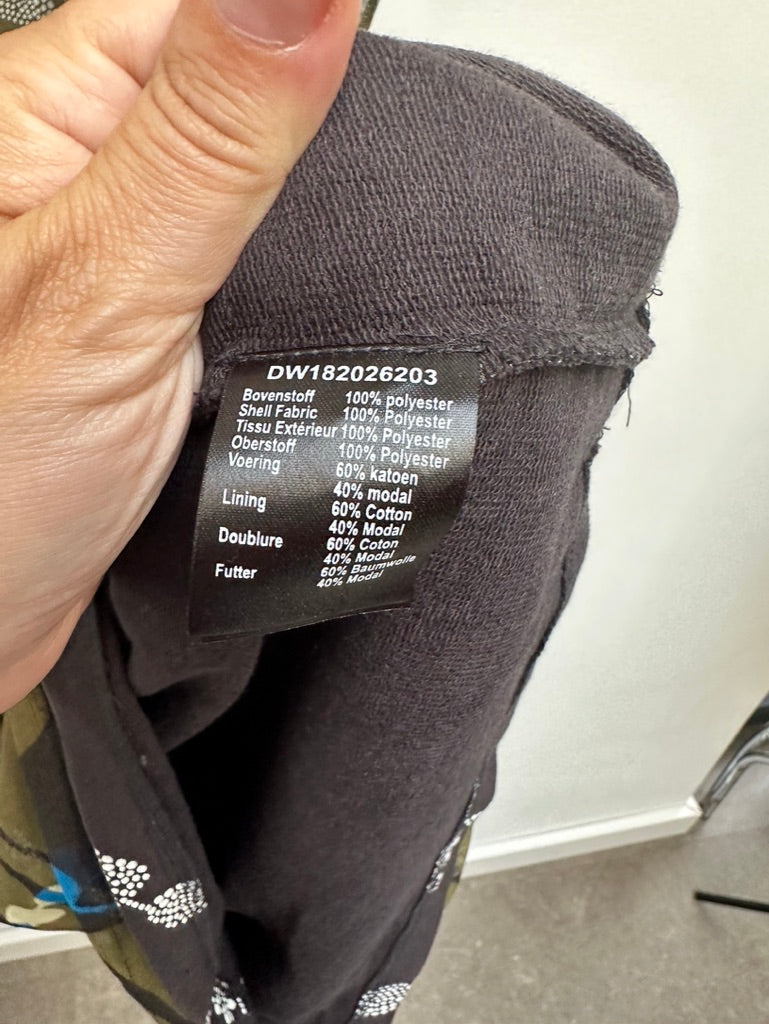 DW182026203
Bovenstoff 100% polyester
Shell Fabric 100% Polyester
Tissu Extérieur 100% Polyester
Oberstoff 100% Polyester
Voering 60% katoen
40% modal
Lining 60% Cotton
40% Modal
Doublure 60% Coton
40% Modal
Futter 60% Baumwolle
40% Modal